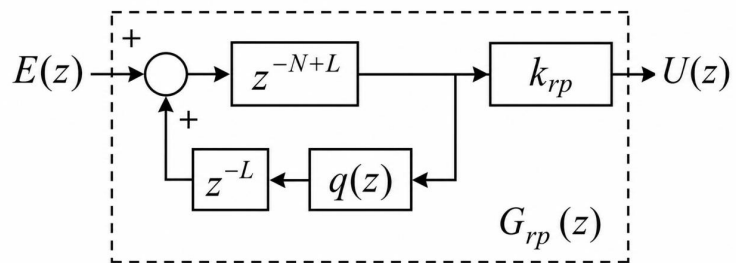 +
E(z) z^{-N+L} k_{rp} U(z)
+
z^{-L} q(z)
G_{rp}(z)